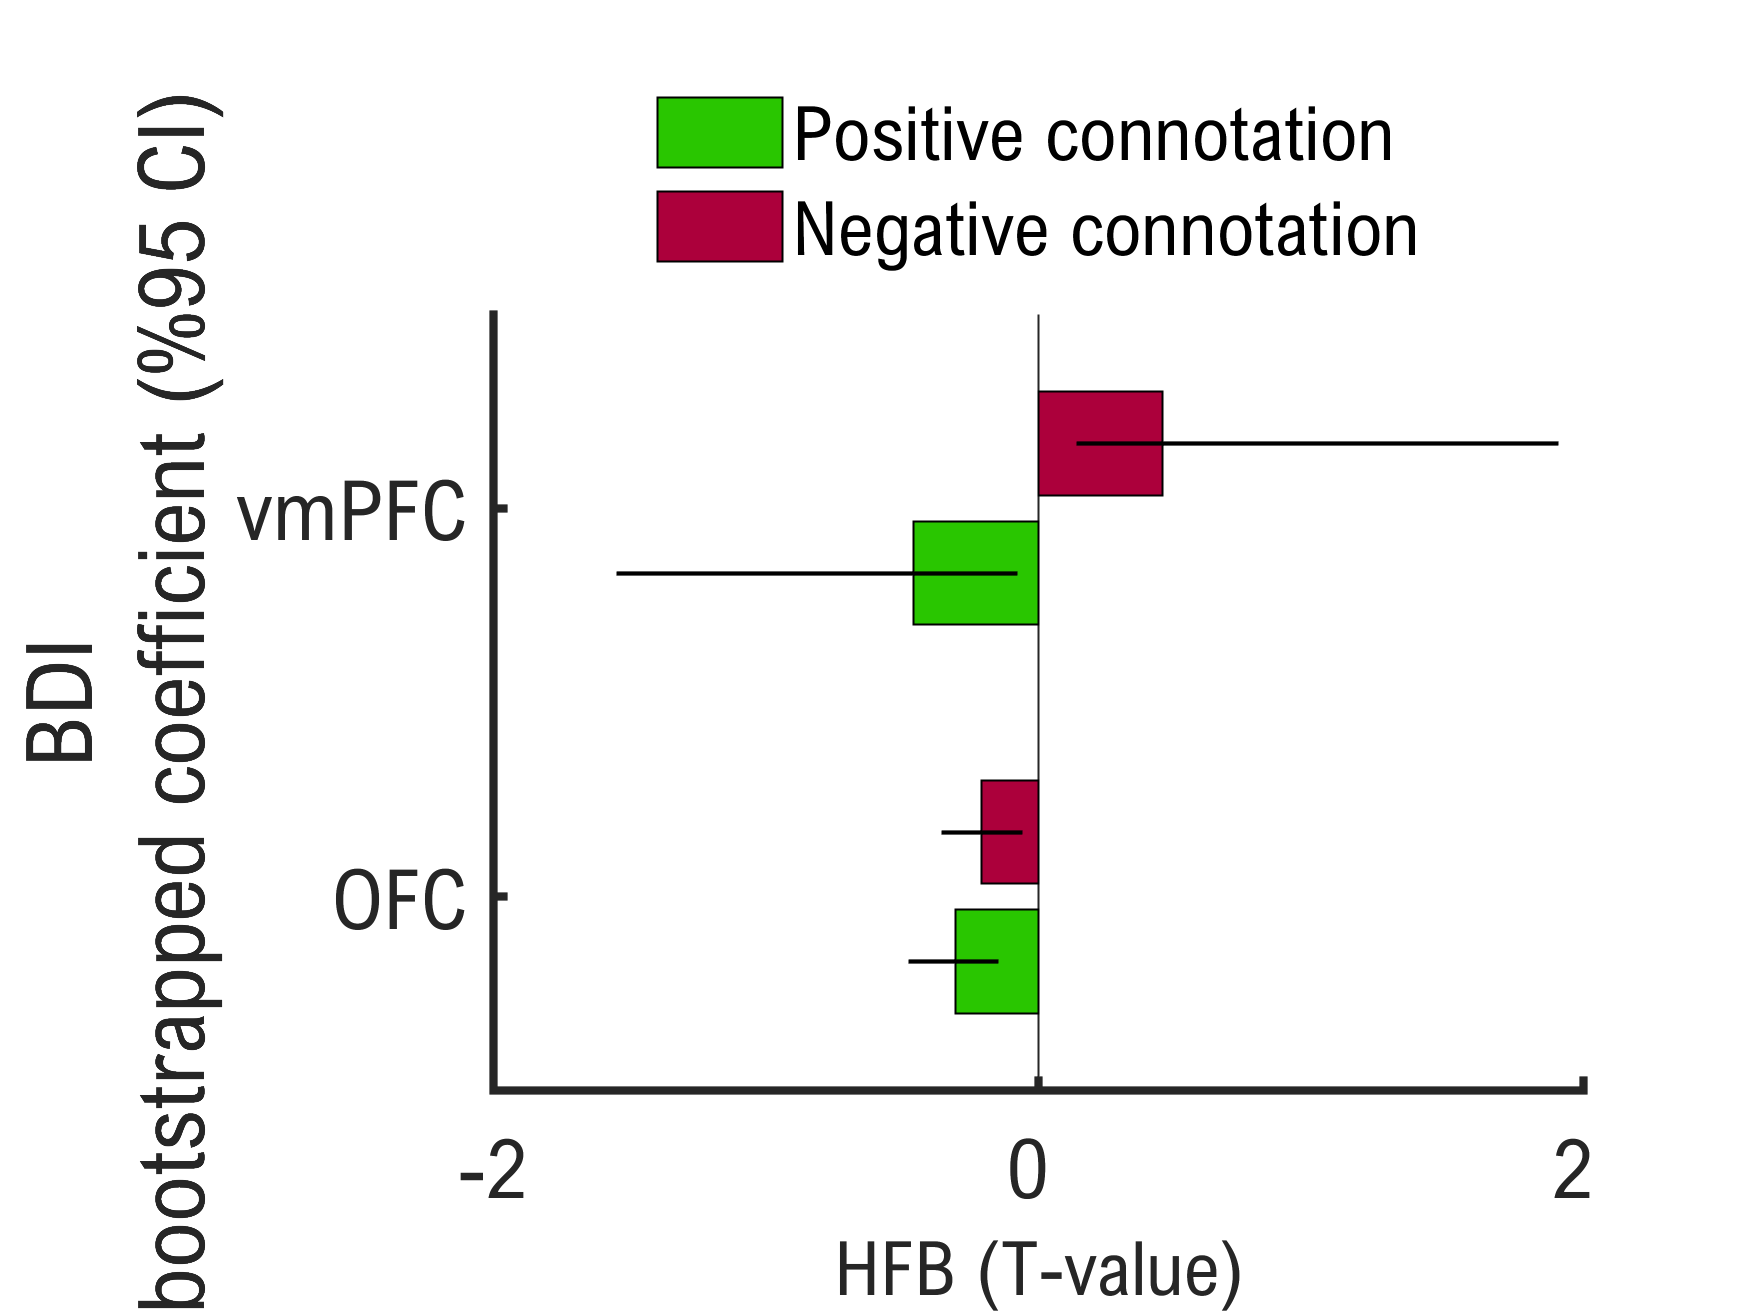 Positive connotation
Negative connotation
BDI
bootstrapped coefficient (%95 CI)
vmPFC
OFC
-2 0 2
HFB (T-value)